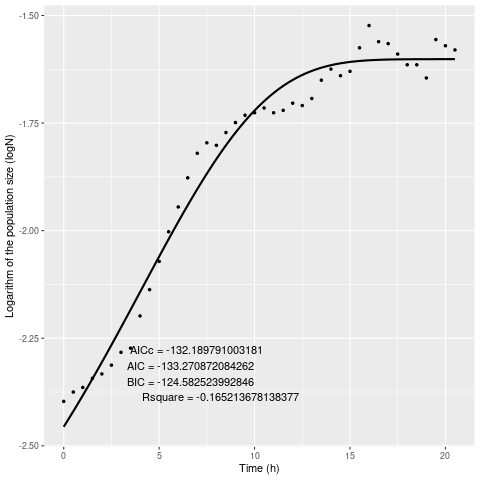 -1.50
-1.75
-2.00
-2.25
-2.50
Logarithm of the population size (logN)
AICc = -132.189791003181
AIC = -133.270872084262
BIC = -124.582523992846
Rsquare = -0.165213678138377
0 5 10 15 20
Time (h)